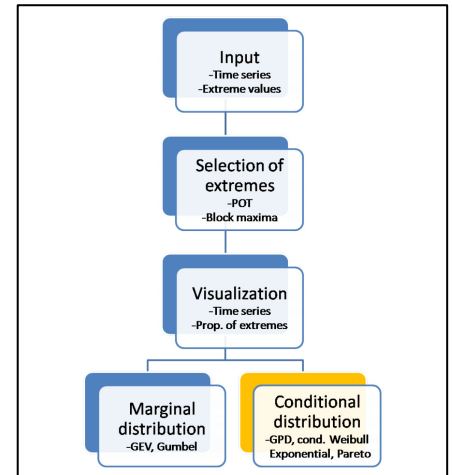 Input
-Time series
-Extreme values
Selection of
extremes
-POT
-Block maxima
Visualization
-Time series
-Prop. of extremes
Marginal
distribution
-GEV, Gumbel
Conditional
distribution
-GPD, cond. Weibull
Exponential, Pareto